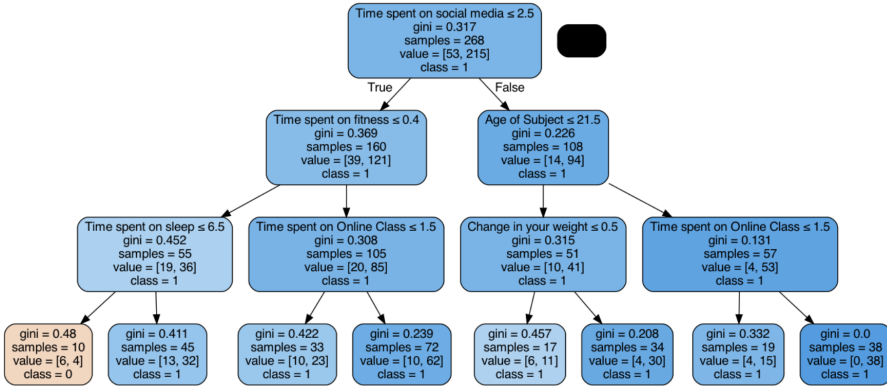 Time spent on social media ≤ 2.5
gini = 0.317
samples = 268
value = [53, 215]
class = 1
True
False
Time spent on fitness ≤ 0.4
gini = 0.369
samples = 160
value = [39, 121]
class = 1
Age of Subject ≤ 21.5
gini = 0.226
samples = 108
value = [14, 94]
class = 1
Time spent on sleep ≤ 6.5
gini = 0.452
samples = 55
value = [19, 36]
class = 1
Time spent on Online Class ≤ 1.5
gini = 0.308
samples = 105
value = [20, 85]
class = 1
Change in your weight ≤ 0.5
gini = 0.315
samples = 51
value = [10, 41]
class = 1
Time spent on Online Class ≤ 1.5
gini = 0.131
samples = 57
value = [4, 53]
class = 1
gini = 0.48
samples = 10
value = [6, 4]
class = 0
gini = 0.411
samples = 45
value = [13, 32]
class = 1
gini = 0.422
samples = 33
value = [10, 23]
class = 1
gini = 0.239
samples = 72
value = [10, 62]
class = 1
gini = 0.457
samples = 17
value = [6, 11]
class = 1
gini = 0.208
samples = 34
value = [4, 30]
class = 1
gini = 0.332
samples = 19
value = [4, 15]
class = 1
gini = 0.0
samples = 38
value = [0, 38]
class = 1